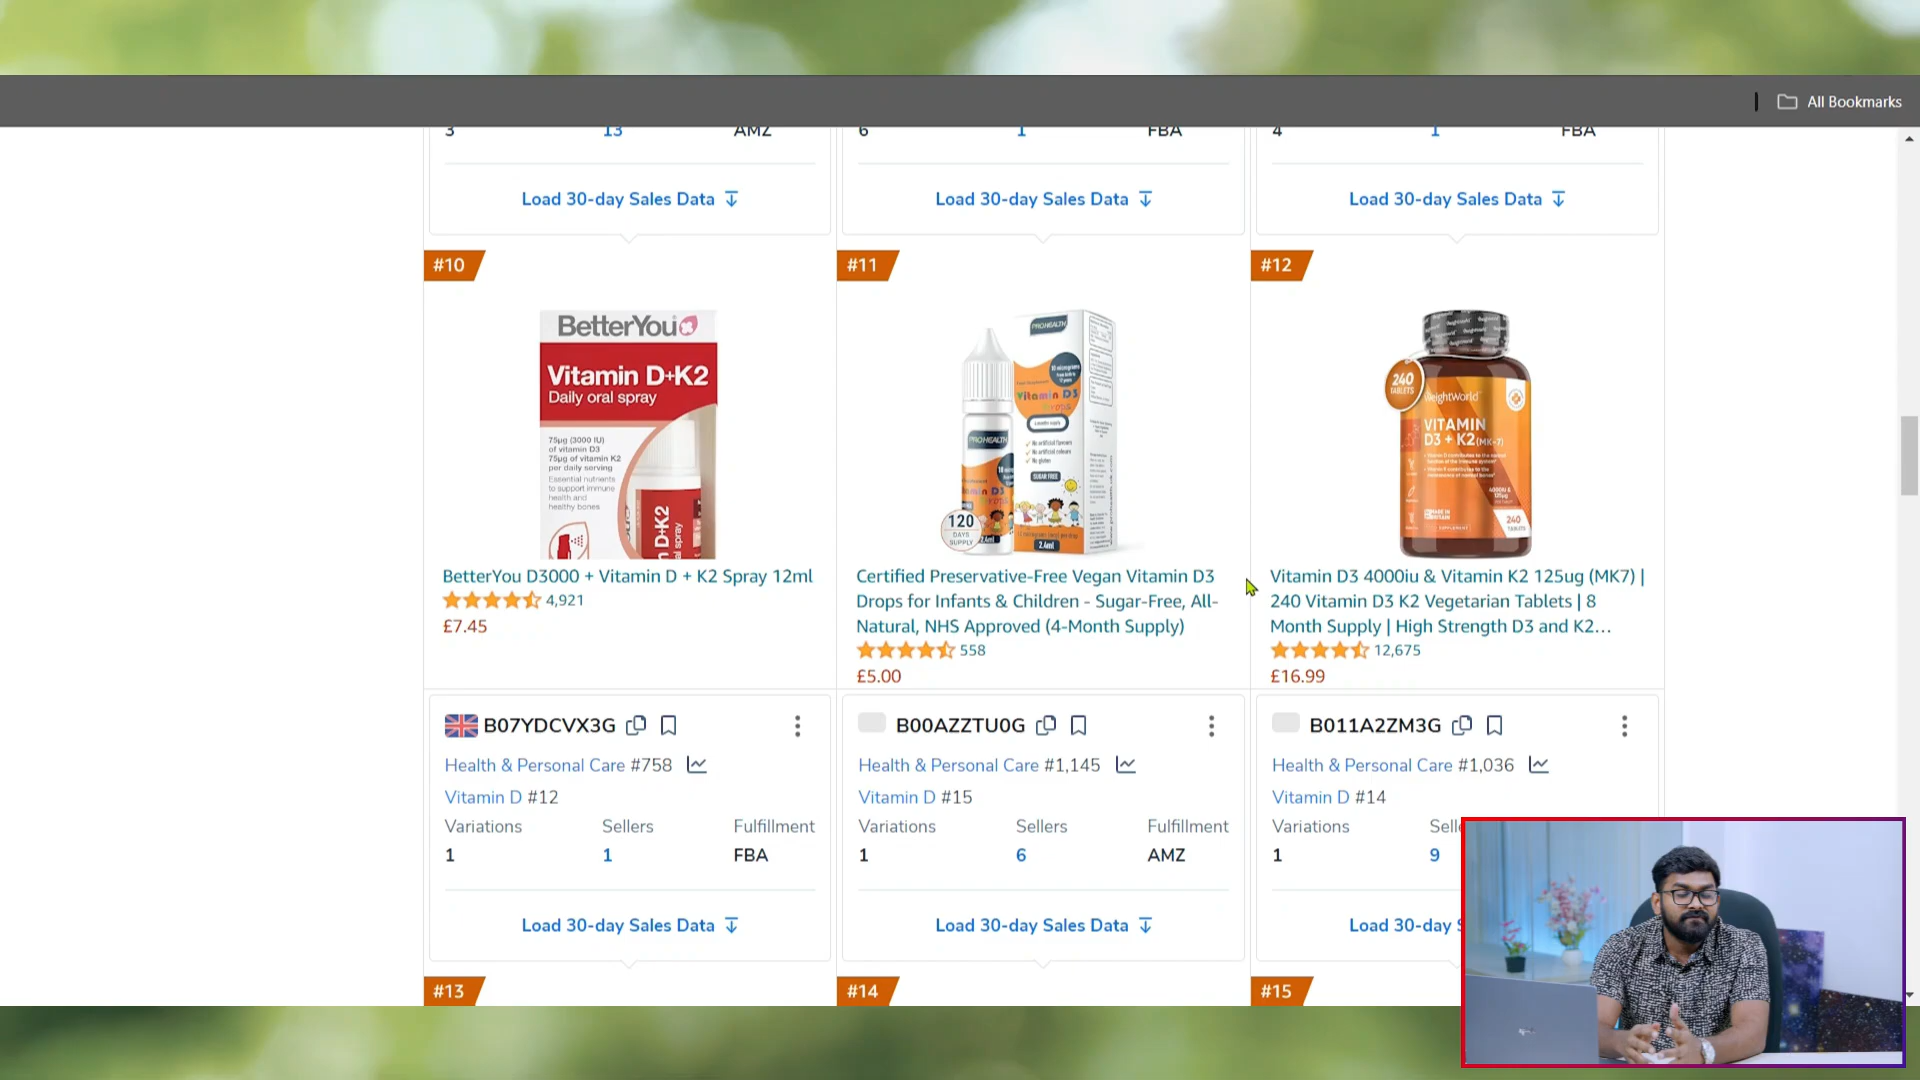 All Bookmarks
3 13 AMZ
6 1 FBA
4 1 FBA
Load 30-day Sales Data
Load 30-day Sales Data
Load 30-day Sales Data
#10
#11
#12
BetterYou
Vitamin D+K2
Daily oral spray
75µg (3000 IU)
of vitamin D3
75µg of vitamin K2
per daily serving
Essential nutrients
to support immune
health and
healthy bones
D+K2
PROHEALTH
Vitamin D3
PROHEALTH
SUGAR FREE
120
DAYS
SUPPLY
2.4ml
240
TABLETS
WeightWorld
VITAMIN
D3 + K2 (MK-7)
240
TABLETS
BetterYou D3000 + Vitamin D + K2 Spray 12ml
4,921
£7.45
Certified Preservative-Free Vegan Vitamin D3
Drops for Infants & Children - Sugar-Free, All-
Natural, NHS Approved (4-Month Supply)
558
£5.00
Vitamin D3 4000iu & Vitamin K2 125ug (MK7) |
240 Vitamin D3 K2 Vegetarian Tablets | 8
Month Supply | High Strength D3 and K2...
12,675
£16.99
B07YDCVX3G
Health & Personal Care #758
Vitamin D #12
Variations Sellers Fulfillment
1 1 FBA
Load 30-day Sales Data
B00AZZTU0G
Health & Personal Care #1,145
Vitamin D #15
Variations Sellers Fulfillment
1 6 AMZ
Load 30-day Sales Data
B011A2ZM3G
Health & Personal Care #1,036
Vitamin D #14
Variations Selle
1 9
Load 30-day S
#13
#14
#15